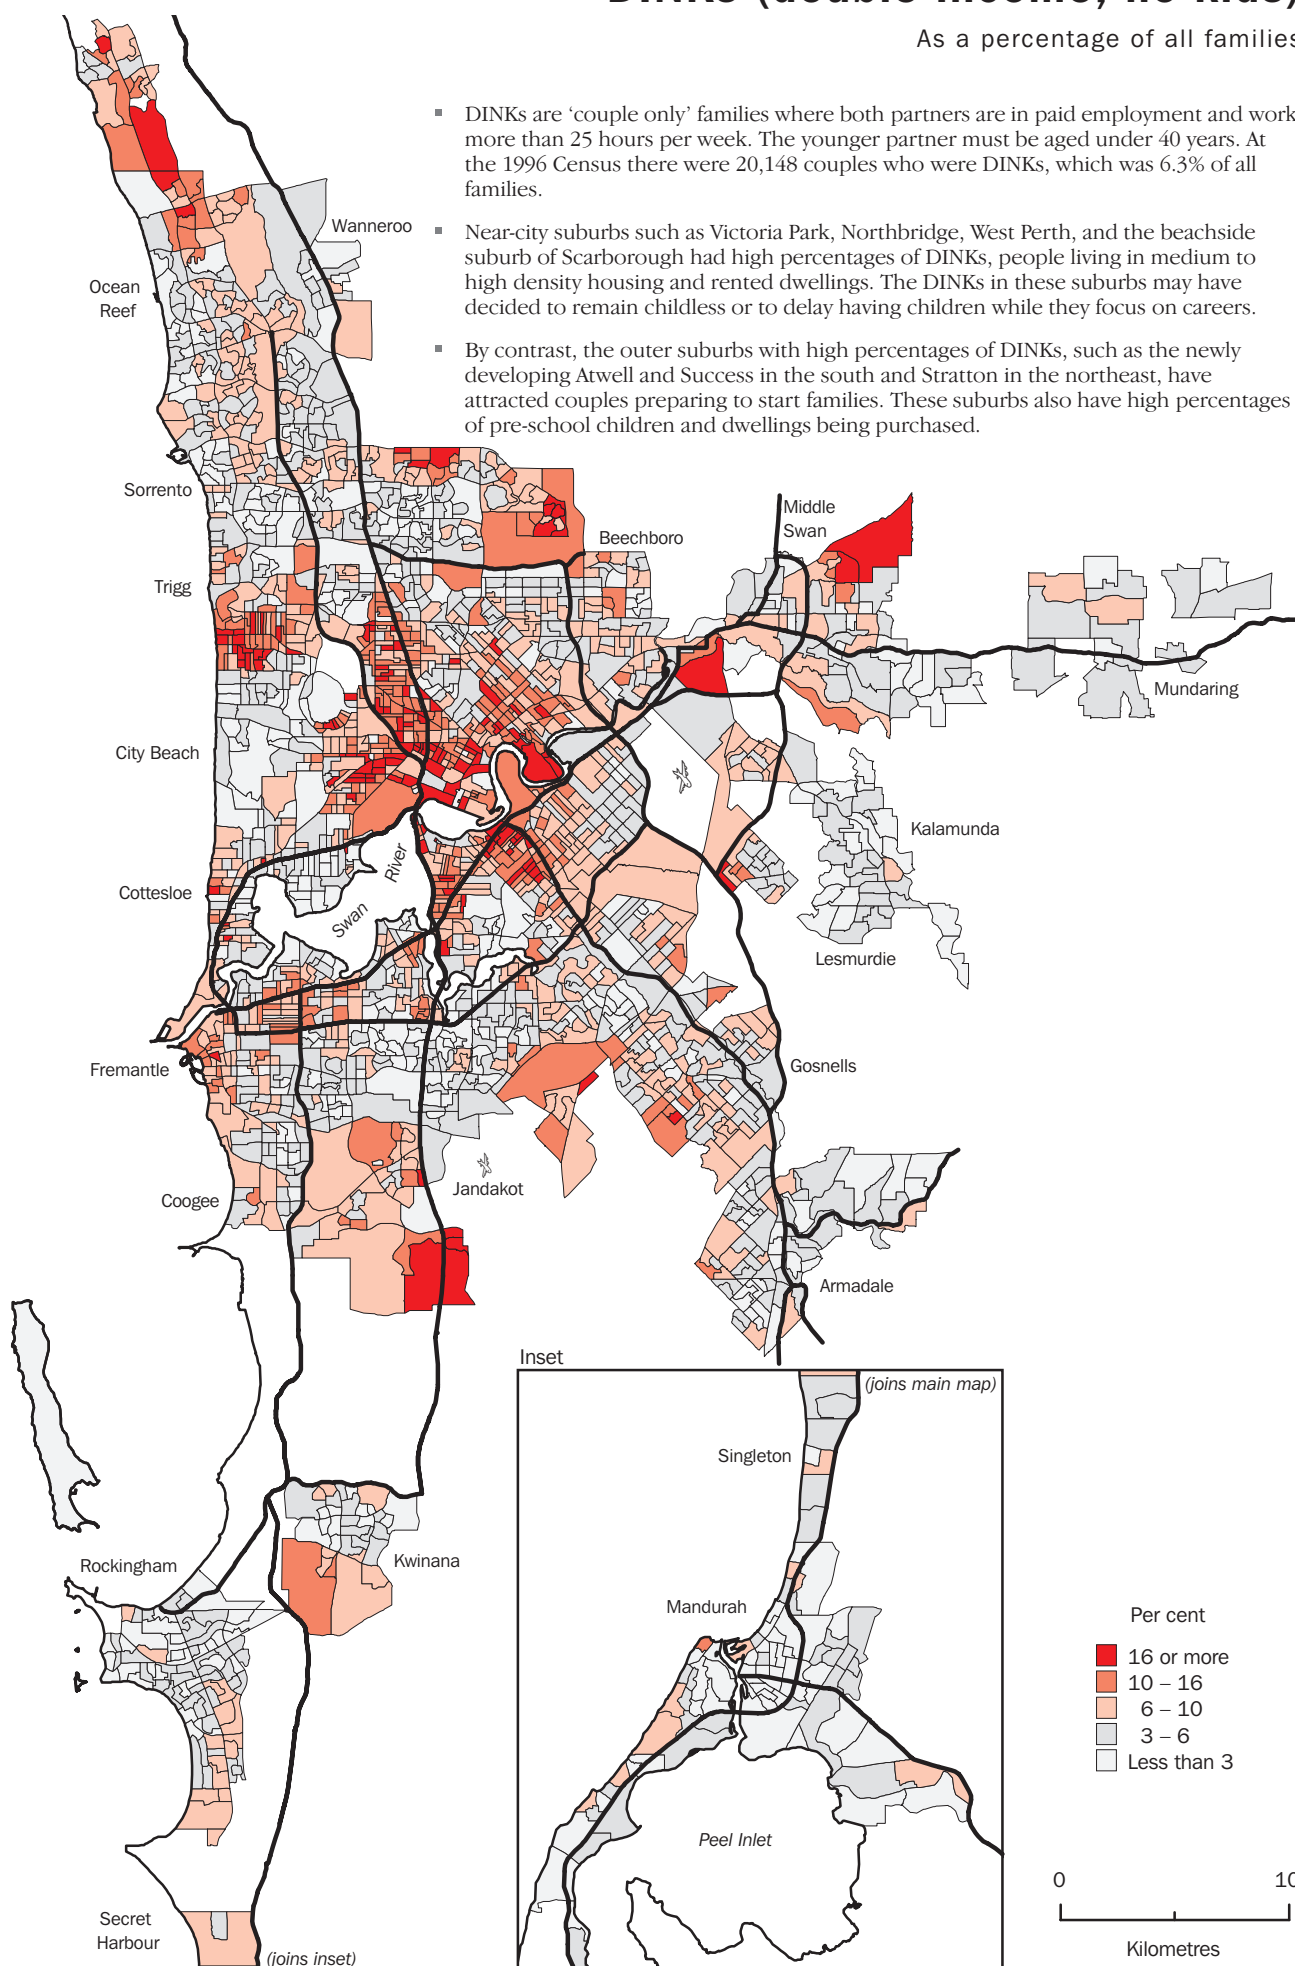 As a percentage of all families
DINKs are ‘couple only’ families where both partners are in paid employment and work
more than 25 hours per week. The younger partner must be aged under 40 years. At
the 1996 Census there were 20,148 couples who were DINKs, which was 6.3% of all
families.
Near-city suburbs such as Victoria Park, Northbridge, West Perth, and the beachside
suburb of Scarborough had high percentages of DINKs, people living in medium to
high density housing and rented dwellings. The DINKs in these suburbs may have
decided to remain childless or to delay having children while they focus on careers.
By contrast, the outer suburbs with high percentages of DINKs, such as the newly
developing Atwell and Success in the south and Stratton in the northeast, have
attracted couples preparing to start families. These suburbs also have high percentages
of pre-school children and dwellings being purchased.
Wanneroo
Ocean
Reef
Sorrento
Middle
Swan
Beechboro
Trigg
Mundaring
City Beach
Kalamunda
River
Swan
Cottesloe
Lesmurdie
Fremantle
Gosnells
Jandakot
Coogee
Armadale
Inset
(joins main map)
Singleton
Rockingham
Kwinana
Mandurah
Per cent
16 or more
10 – 16
6 – 10
3 – 6
Less than 3
Peel Inlet
0 10
Kilometres
Secret
Harbour
(joins inset)